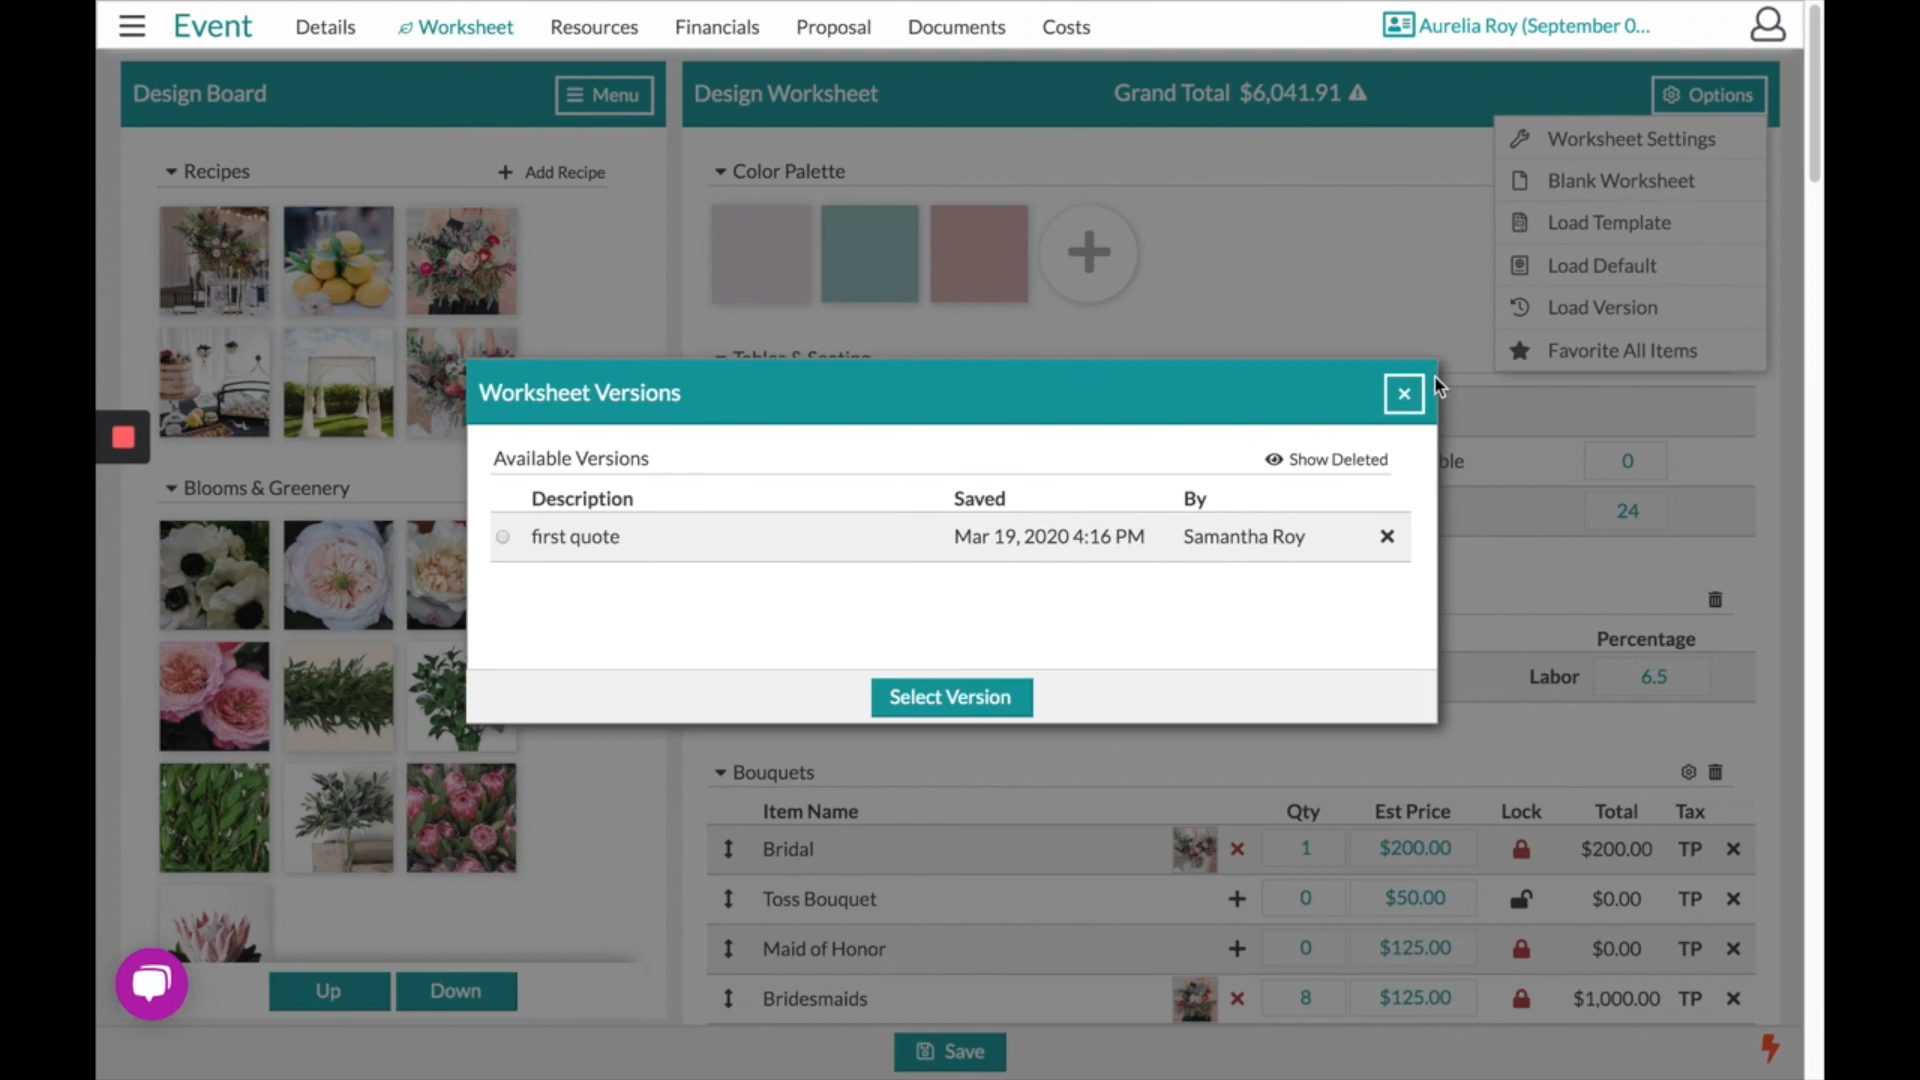 Event Details Worksheet Resources Financials Proposal Documents Costs Aurelia Roy (September 0...
Design Board Menu
Design Worksheet Grand Total $6,041.91 Options
Worksheet Settings
Blank Worksheet
Load Template
Load Default
Load Version
Favorite All Items
Recipes + Add Recipe
Color Palette
Tables & Seating
Worksheet Versions
Available Versions Show Deleted
Description Saved By
first quote Mar 19, 2020 4:16 PM Samantha Roy
Select Version
ble 0
24
Percentage
Labor 6.5
Blooms & Greenery
Bouquets
Item Name Qty Est Price Lock Total Tax
Bridal 1 $200.00 $200.00 TP
Toss Bouquet 0 $50.00 $0.00 TP
Maid of Honor 0 $125.00 $0.00 TP
Bridesmaids 8 $125.00 $1,000.00 TP
Up Down
Save